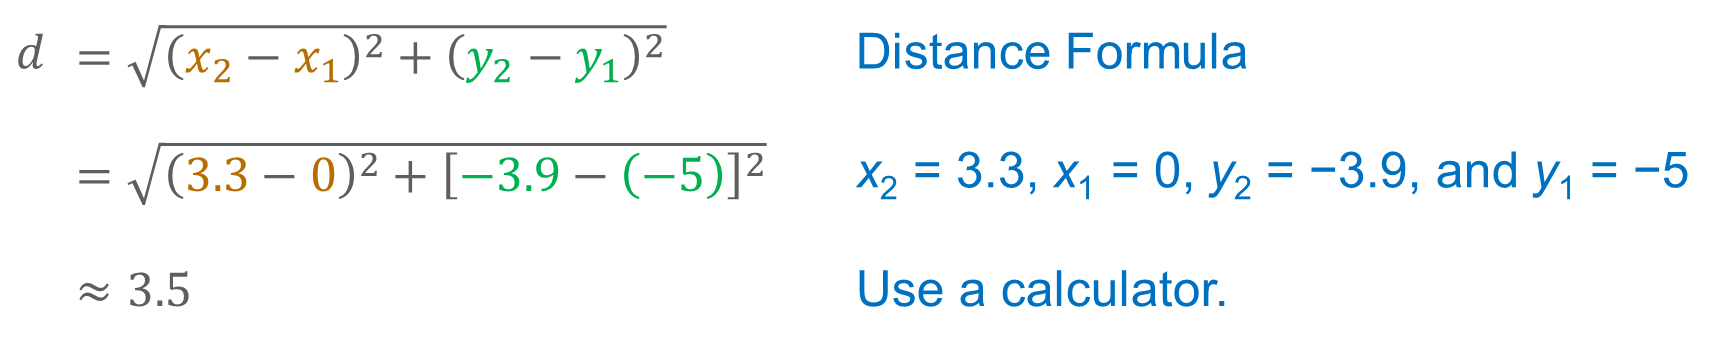 d = √(x₂ − x₁)² + (y₂ − y₁)² Distance Formula
= √(3.3 − 0)² + [−3.9 − (−5)]² x₂ = 3.3, x₁ = 0, y₂ = −3.9, and y₁ = −5
≈ 3.5 Use a calculator.